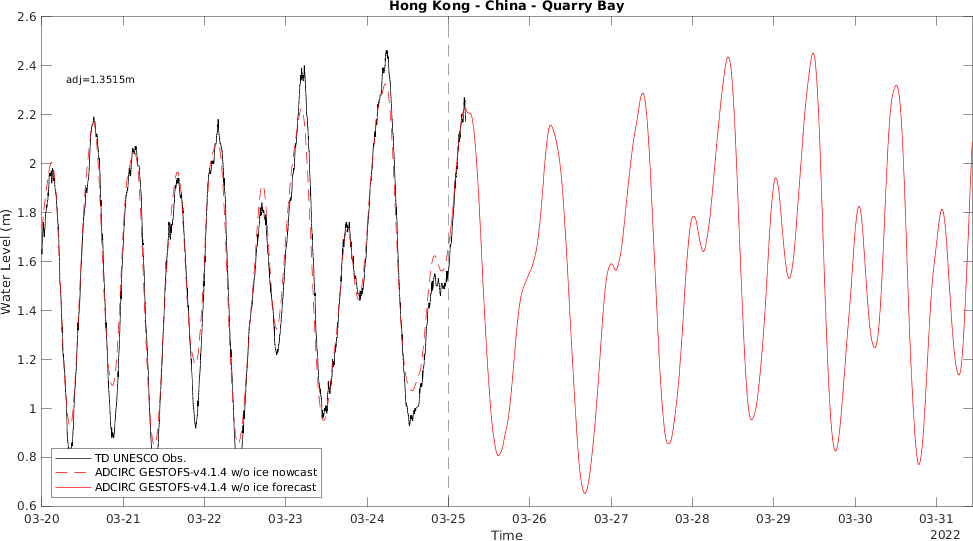 Hong Kong - China - Quarry Bay
2.6
2.4
adj=1.3515m
2.2
2
1.8
1.6
1.4
1.2
1
0.8
0.6
Water Level (m)
TD UNESCO Obs.
ADCIRC GESTOFS-v4.1.4 w/o ice nowcast
ADCIRC GESTOFS-v4.1.4 w/o ice forecast
03-20 03-21 03-22 03-23 03-24 03-25 03-26 03-27 03-28 03-29 03-30 03-31
Time
2022